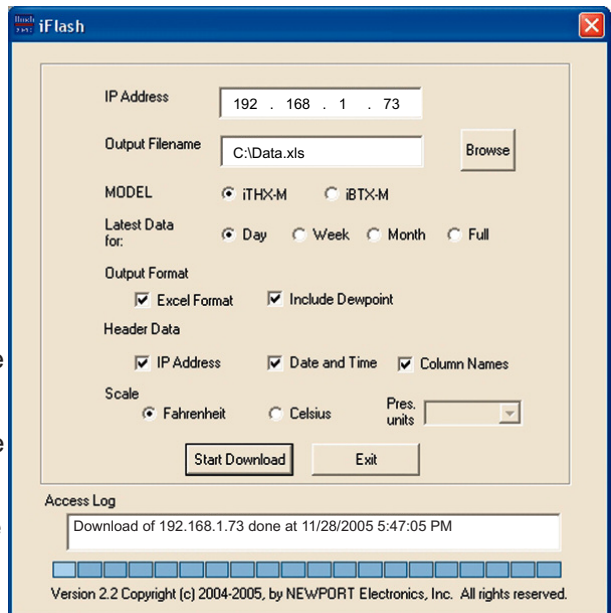 iFlash
IP Address 192 . 168 . 1 . 73
Output Filename C:\Data.xls Browse
MODEL iTHX-M iBTX-M
Latest Data for: Day Week Month Full
Output Format
Excel Format Include Dewpoint
Header Data
IP Address Date and Time Column Names
Scale
Fahrenheit Celsius Pres. units
Start Download Exit
Access Log
Download of 192.168.1.73 done at 11/28/2005 5:47:05 PM
Version 2.2 Copyright (c) 2004-2005, by NEWPORT Electronics, Inc. All rights reserved.